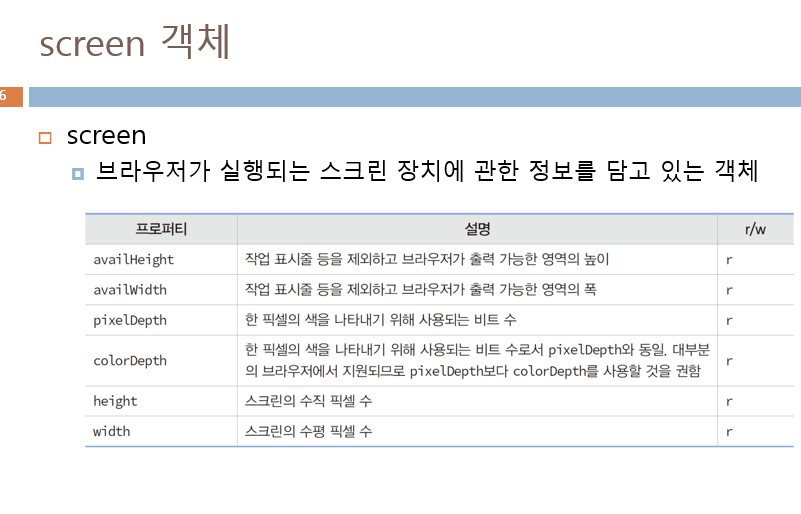 screen 객체
6
screen
브라우저가 실행되는 스크린 장치에 관한 정보를 담고 있는 객체
프로퍼티 설명 r/w
availHeight 작업 표시줄 등을 제외하고 브라우저가 출력 가능한 영역의 높이 r
availWidth 작업 표시줄 등을 제외하고 브라우저가 출력 가능한 영역의 폭 r
pixelDepth 한 픽셀의 색을 나타내기 위해 사용되는 비트 수 r
colorDepth 한 픽셀의 색을 나타내기 위해 사용되는 비트 수로서 pixelDepth와 동일. 대부분
의 브라우저에서 지원되므로 pixelDepth보다 colorDepth를 사용할 것을 권함 r
height 스크린의 수직 픽셀 수 r
width 스크린의 수평 픽셀 수 r